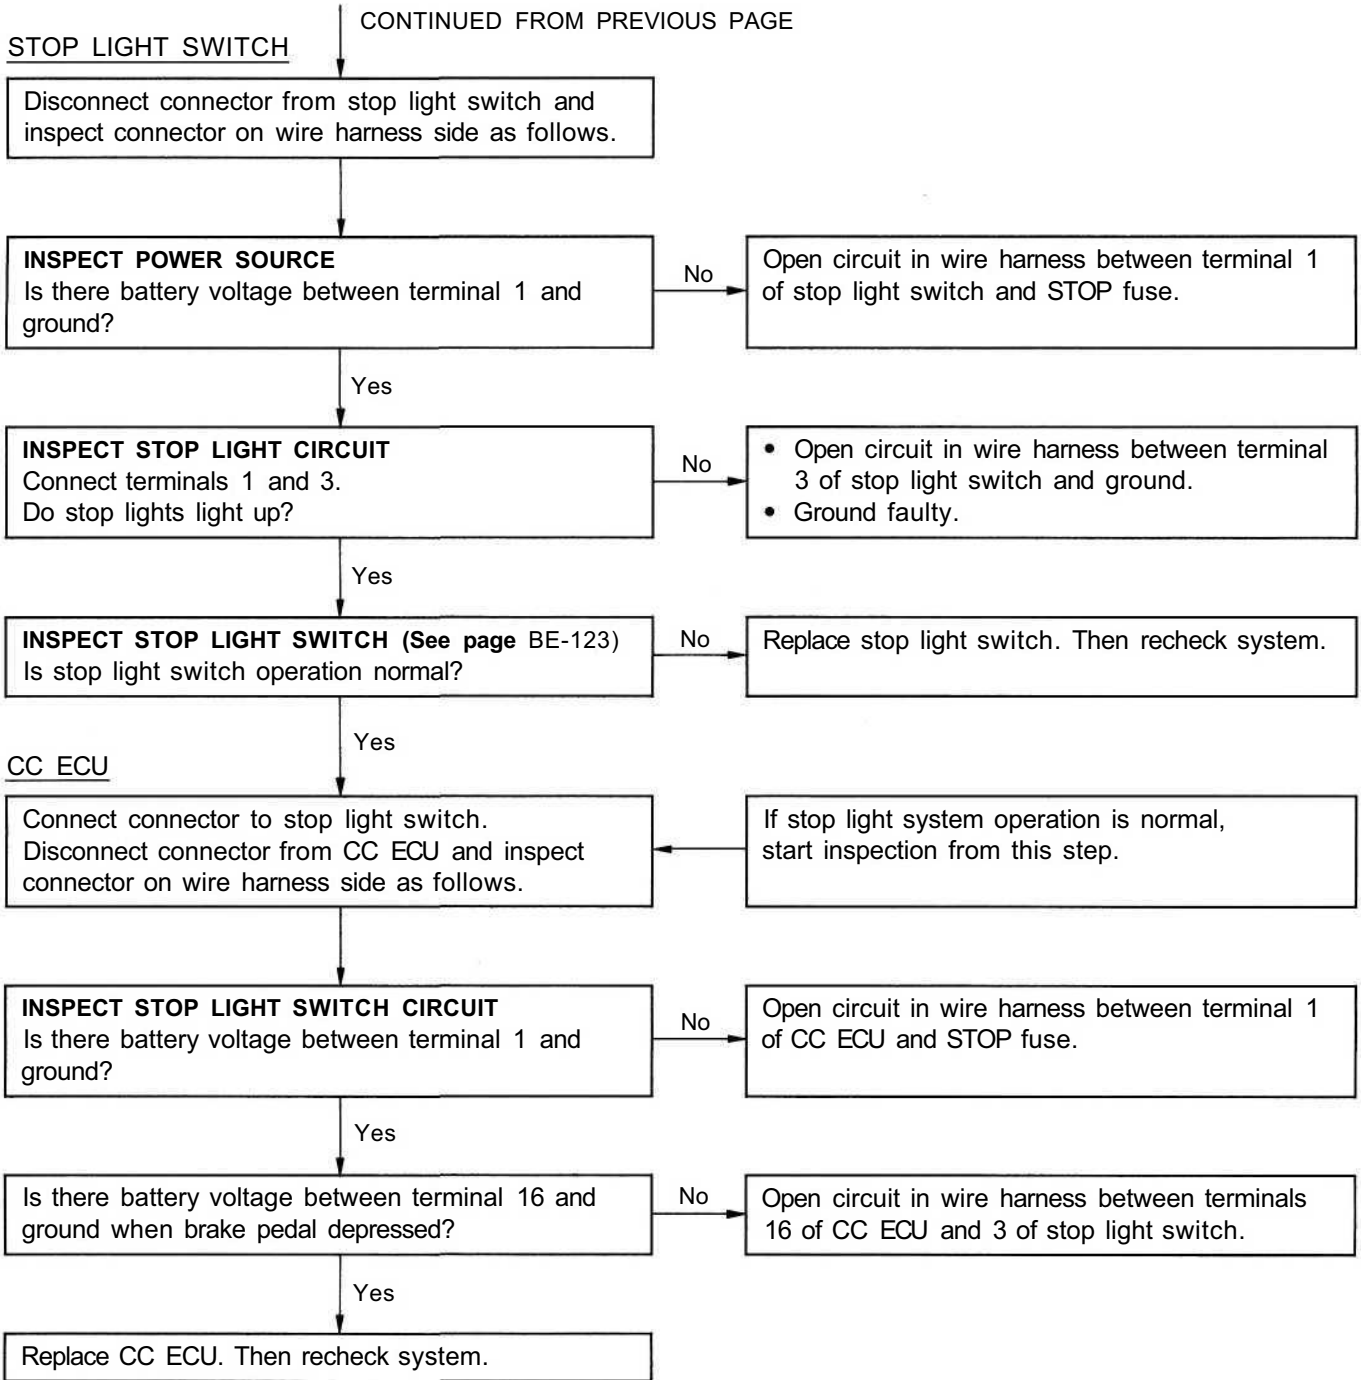 CONTINUED FROM PREVIOUS PAGE
STOP LIGHT SWITCH
Disconnect connector from stop light switch and
inspect connector on wire harness side as follows.
INSPECT POWER SOURCE
Is there battery voltage between terminal 1 and
ground?
No
Open circuit in wire harness between terminal 1
of stop light switch and STOP fuse.
Yes
INSPECT STOP LIGHT CIRCUIT
Connect terminals 1 and 3.
Do stop lights light up?
No
• Open circuit in wire harness between terminal
3 of stop light switch and ground.
• Ground faulty.
Yes
INSPECT STOP LIGHT SWITCH (See page BE-123)
Is stop light switch operation normal?
No
Replace stop light switch. Then recheck system.
Yes
CC ECU
Connect connector to stop light switch.
Disconnect connector from CC ECU and inspect
connector on wire harness side as follows.
If stop light system operation is normal,
start inspection from this step.
INSPECT STOP LIGHT SWITCH CIRCUIT
Is there battery voltage between terminal 1 and
ground?
No
Open circuit in wire harness between terminal 1
of CC ECU and STOP fuse.
Yes
Is there battery voltage between terminal 16 and
ground when brake pedal depressed?
No
Open circuit in wire harness between terminals
16 of CC ECU and 3 of stop light switch.
Yes
Replace CC ECU. Then recheck system.